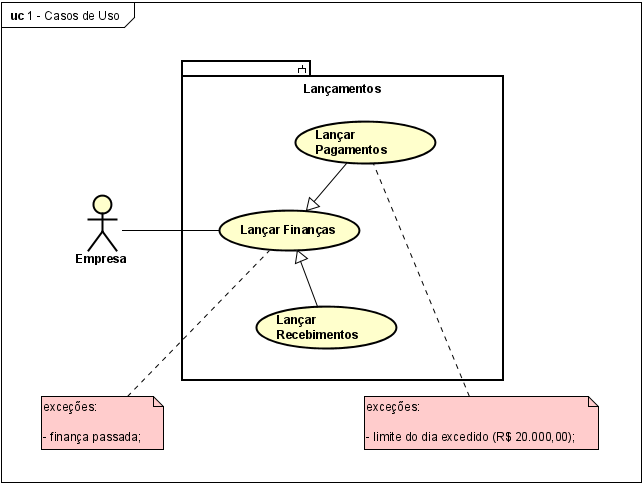 uc 1 - Casos de Uso
Lançamentos
Lançar
Pagamentos
Lançar Finanças
Empresa
Lançar
Recebimentos
exceções:
- finança passada;
exceções:
- limite do dia excedido (R$ 20.000,00);